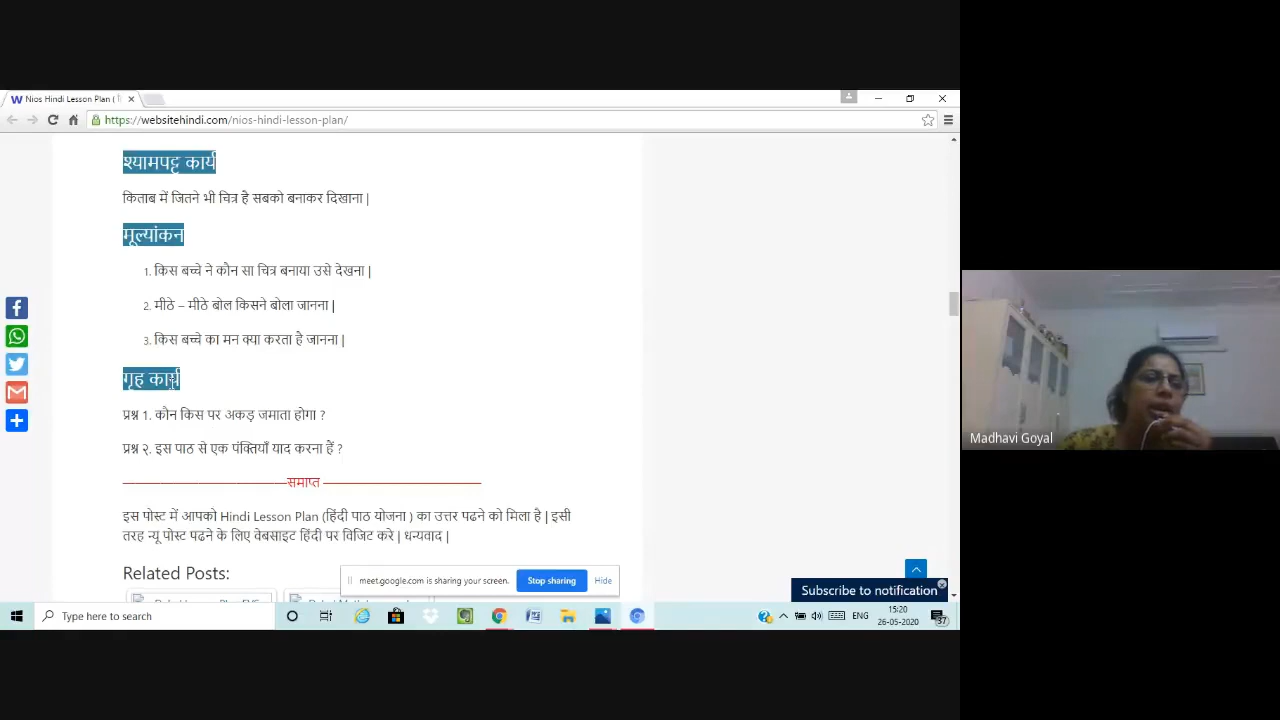 Nios Hindi Lesson Plan (
https://websitehindi.com/nios-hindi-lesson-plan/
श्यामपट्ट कार्य
किताब में जितने भी चित्र है सबको बनाकर दिखाना |
मूल्यांकन
1. किस बच्चे ने कौन सा चित्र बनाया उसे देखना |
2. मीठे – मीठे बोल किसने बोला जानना |
3. किस बच्चे का मन क्या करता है जानना |
गृह कार्य
प्रश्न 1. कौन किस पर अकड़ जमाता होगा ?
प्रश्न २. इस पाठ से एक पंक्तियाँ याद करना हैं ?
समाप्त
इस पोस्ट में आपको Hindi Lesson Plan (हिंदी पाठ योजना ) का उत्तर पढने को मिला है | इसी
तरह न्यू पोस्ट पढने के लिए वेबसाइट हिंदी पर विजिट करे | धन्यवाद |
Related Posts:
meet.google.com is sharing your screen. Stop sharing Hide
Subscribe to notification
Type here to search
ENG
15:20
26-05-2020
37
Madhavi Goyal